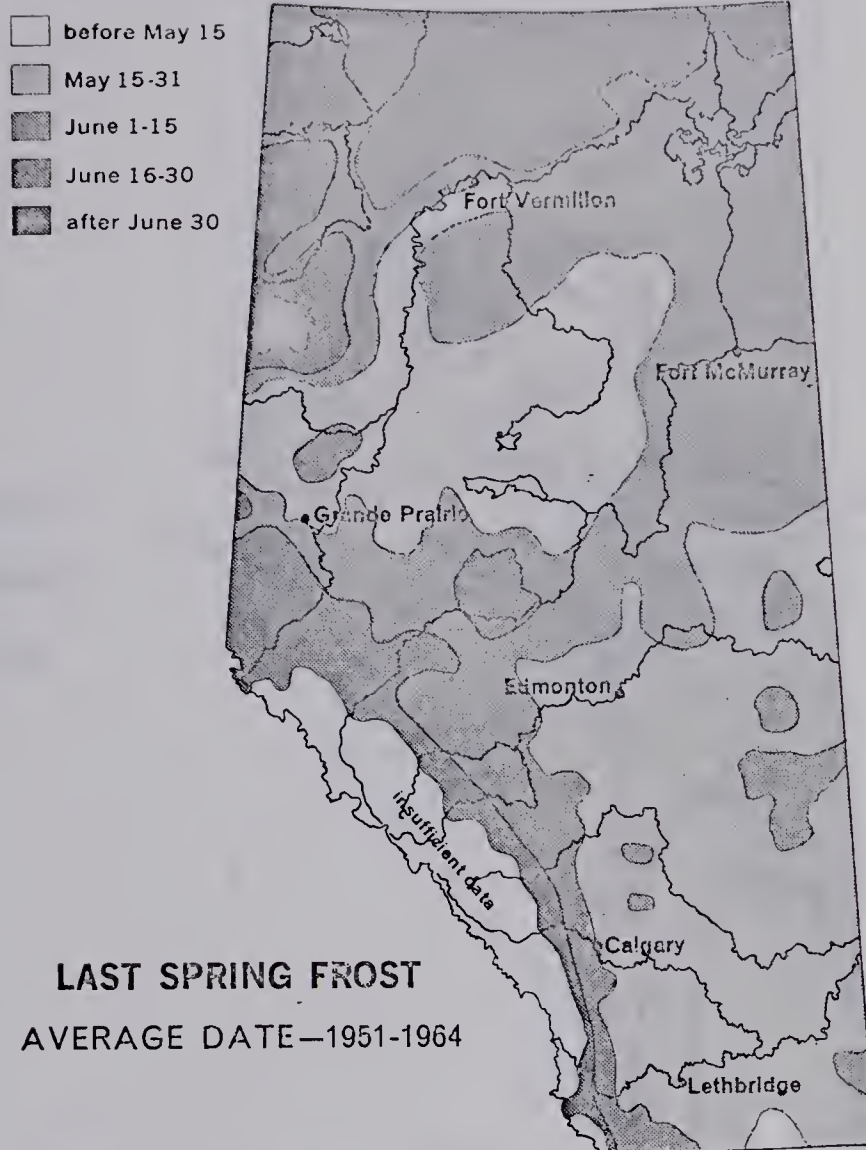 before May 15
May 15-31
June 1-15
June 16-30
after June 30
Fort Vermilion
Fort McMurray
Grande Prairie
Edmonton
insufficient data
Calgary
LAST SPRING FROST
AVERAGE DATE—1951-1964
Lethbridge